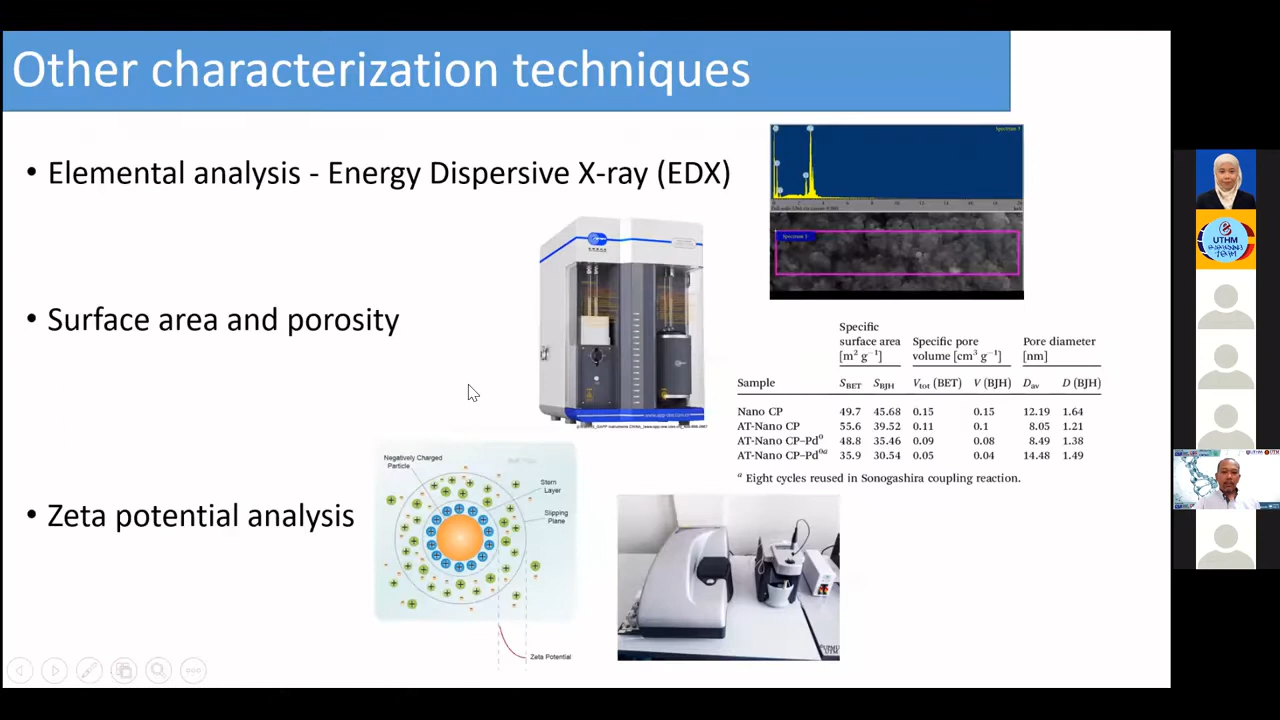 Other characterization techniques
• Elemental analysis - Energy Dispersive X-ray (EDX)
Spectrum 3
Spectrum 3
• Surface area and porosity
Specific surface area [m² g⁻¹] Specific pore volume [cm³ g⁻¹] Pore diameter [nm]
Sample S_BET S_BJH V_tot (BET) V (BJH) D_av D (BJH)
Nano CP 49.7 45.68 0.15 0.15 12.19 1.64
AT-Nano CP 55.6 39.52 0.11 0.1 8.05 1.21
AT-Nano CP–Pd⁰ 48.8 35.46 0.09 0.08 8.49 1.38
AT-Nano CP–Pd⁰ᵃ 35.9 30.54 0.05 0.04 14.48 1.49
ᵃ Eight cycles reused in Sonogashira coupling reaction.
• Zeta potential analysis
Negatively Charged
Particle
Stern
Layer
Slipping
Plane
Zeta Potential
UTHM